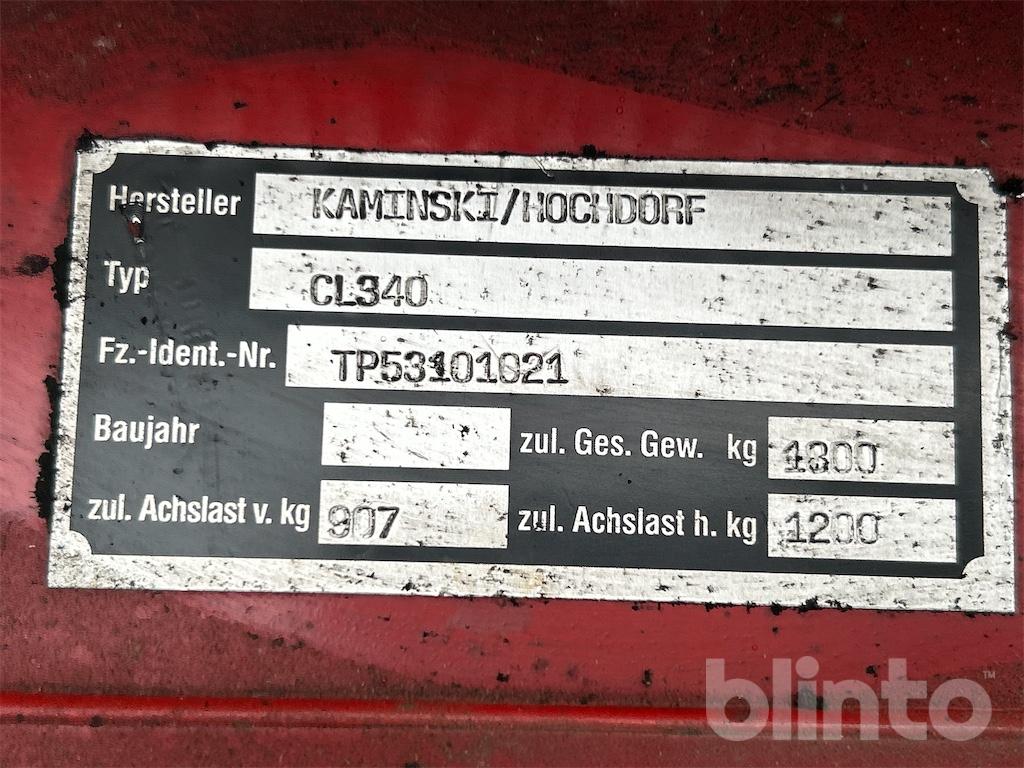 Hersteller KAMINSKI/HOCHDORF
Typ CL340
Fz.-Ident.-Nr. TP53101021
Baujahr zul. Ges. Gew. kg 1800
zul. Achslast v. kg 907 zul. Achslast h. kg 1200
blinto™